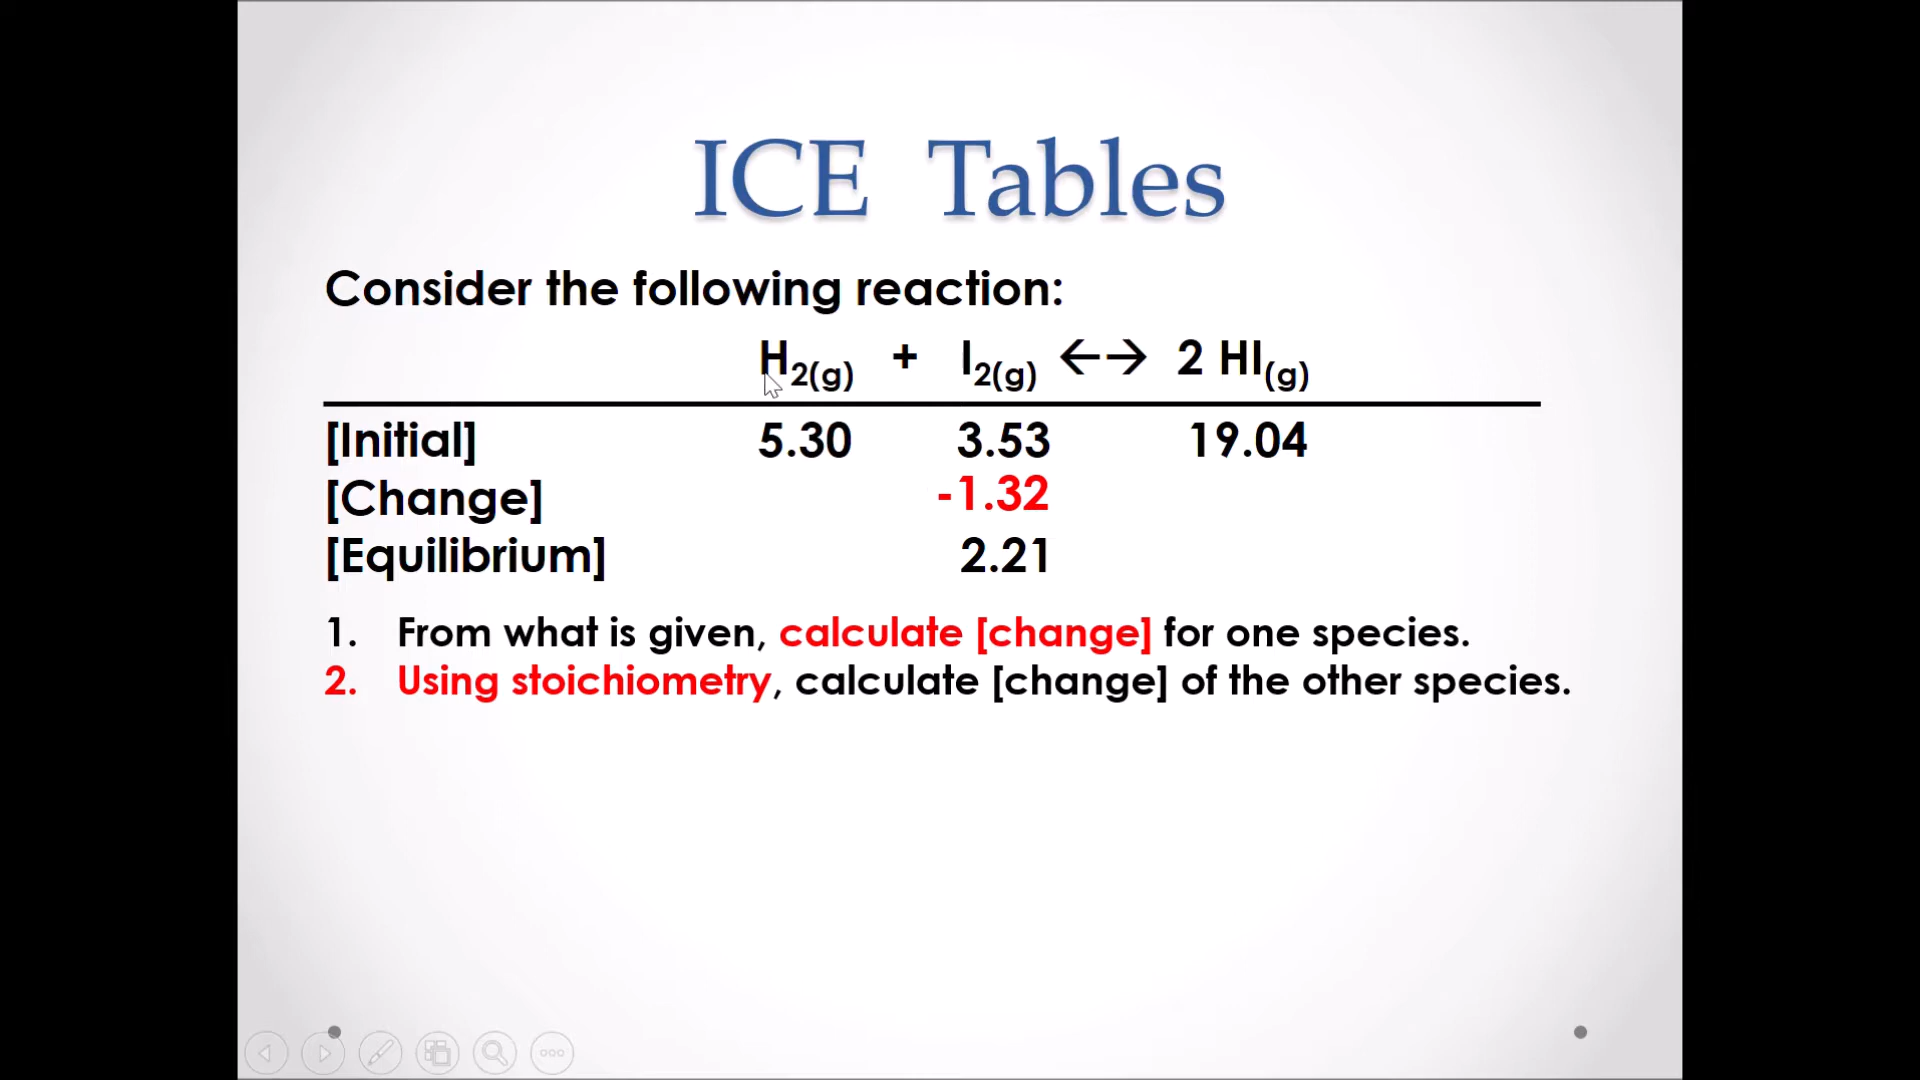 ICE Tables
Consider the following reaction:
H2(g) + I2(g) ←→ 2 HI(g)
[Initial] 5.30 3.53 19.04
[Change] -1.32
[Equilibrium] 2.21
1. From what is given, calculate [change] for one species.
2. Using stoichiometry, calculate [change] of the other species.